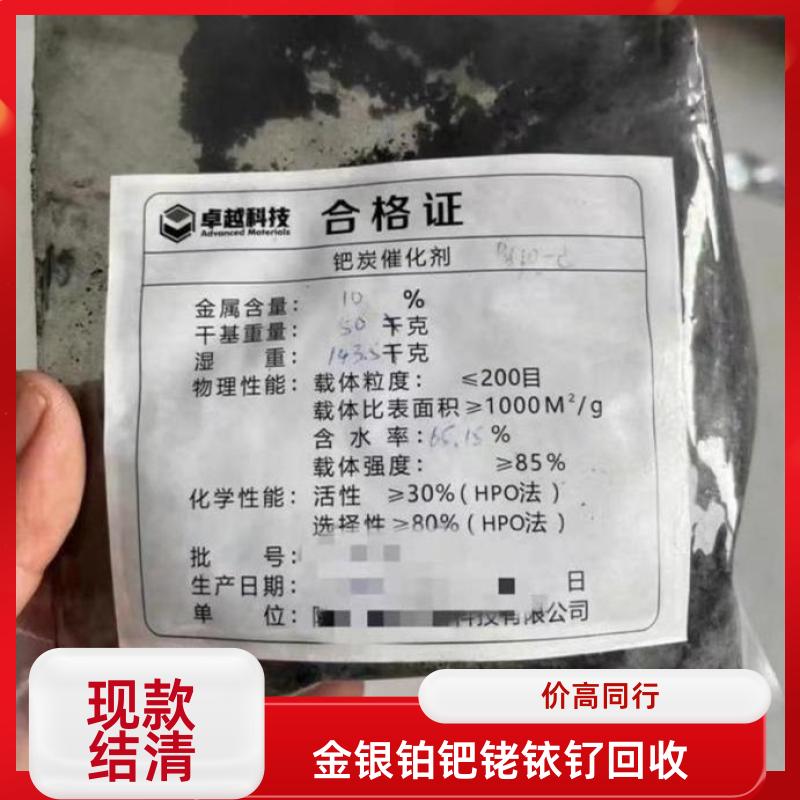 卓越科技
Advanced Materials
合格证
钯炭催化剂
金属含量: 10 %
干基重量: 50 千克
湿 重: 143.5千克
物理性能: 载体粒度: ≤200目
载体比表面积≥1000M²/g
含 水 率: 65.15 %
载体强度: ≥85%
化学性能: 活性 ≥30%(HPO法)
选择性≥80%(HPO法)
批 号:
生产日期: 日
单 位: 科技有限公司
现款
结清
价高同行
金银铂钯铑铱钌回收